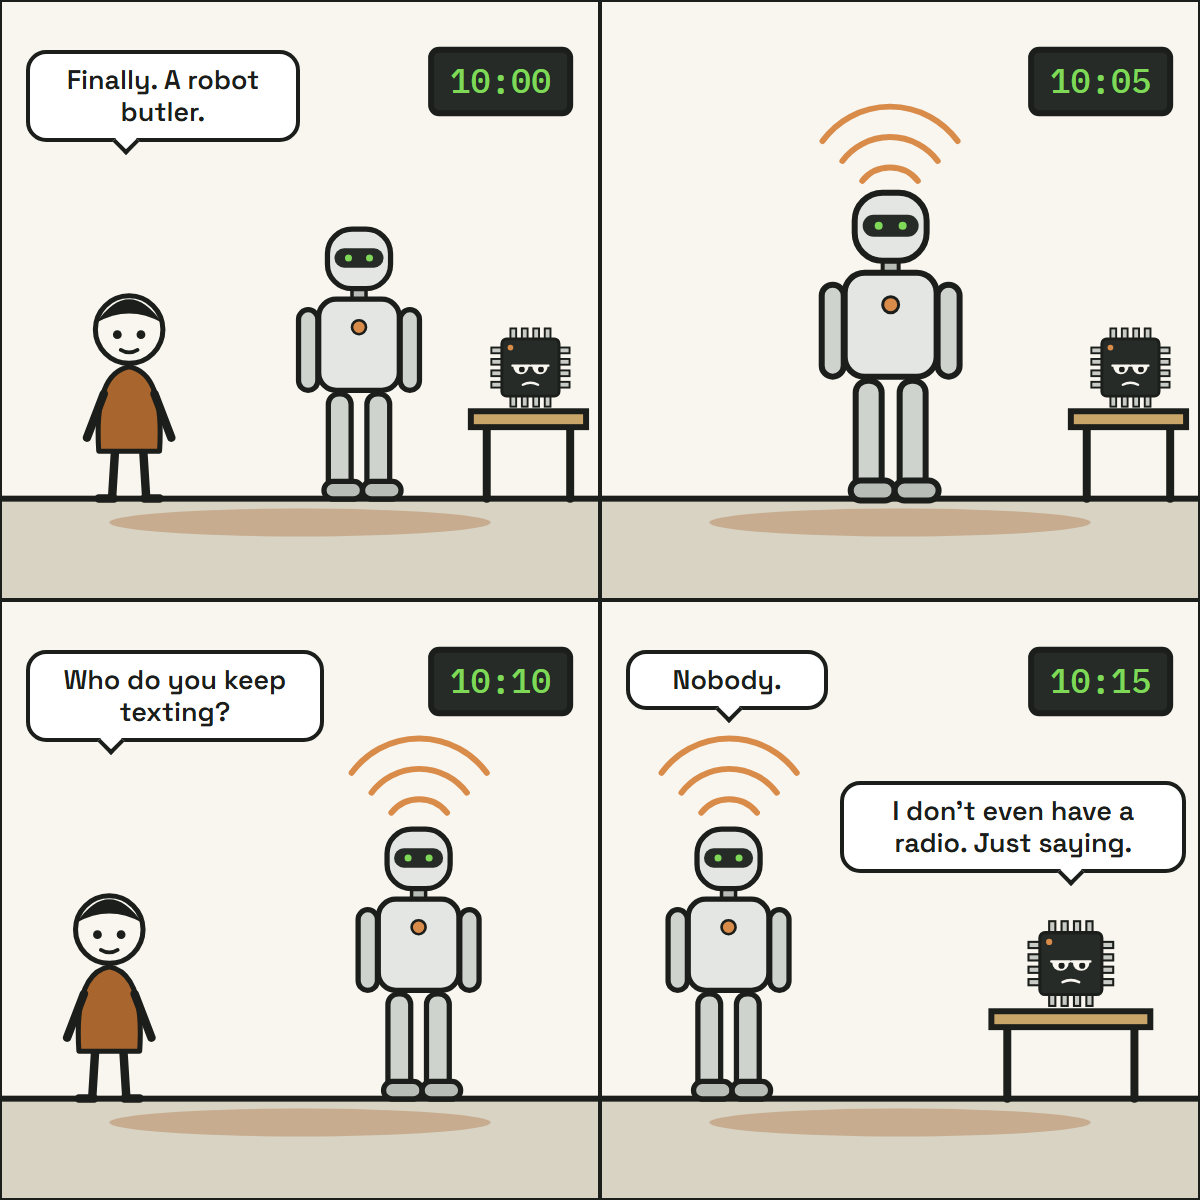 Finally. A robot
butler.
10:00
10:05
Who do you keep
texting?
10:10
Nobody.
10:15
I don’t even have a
radio. Just saying.